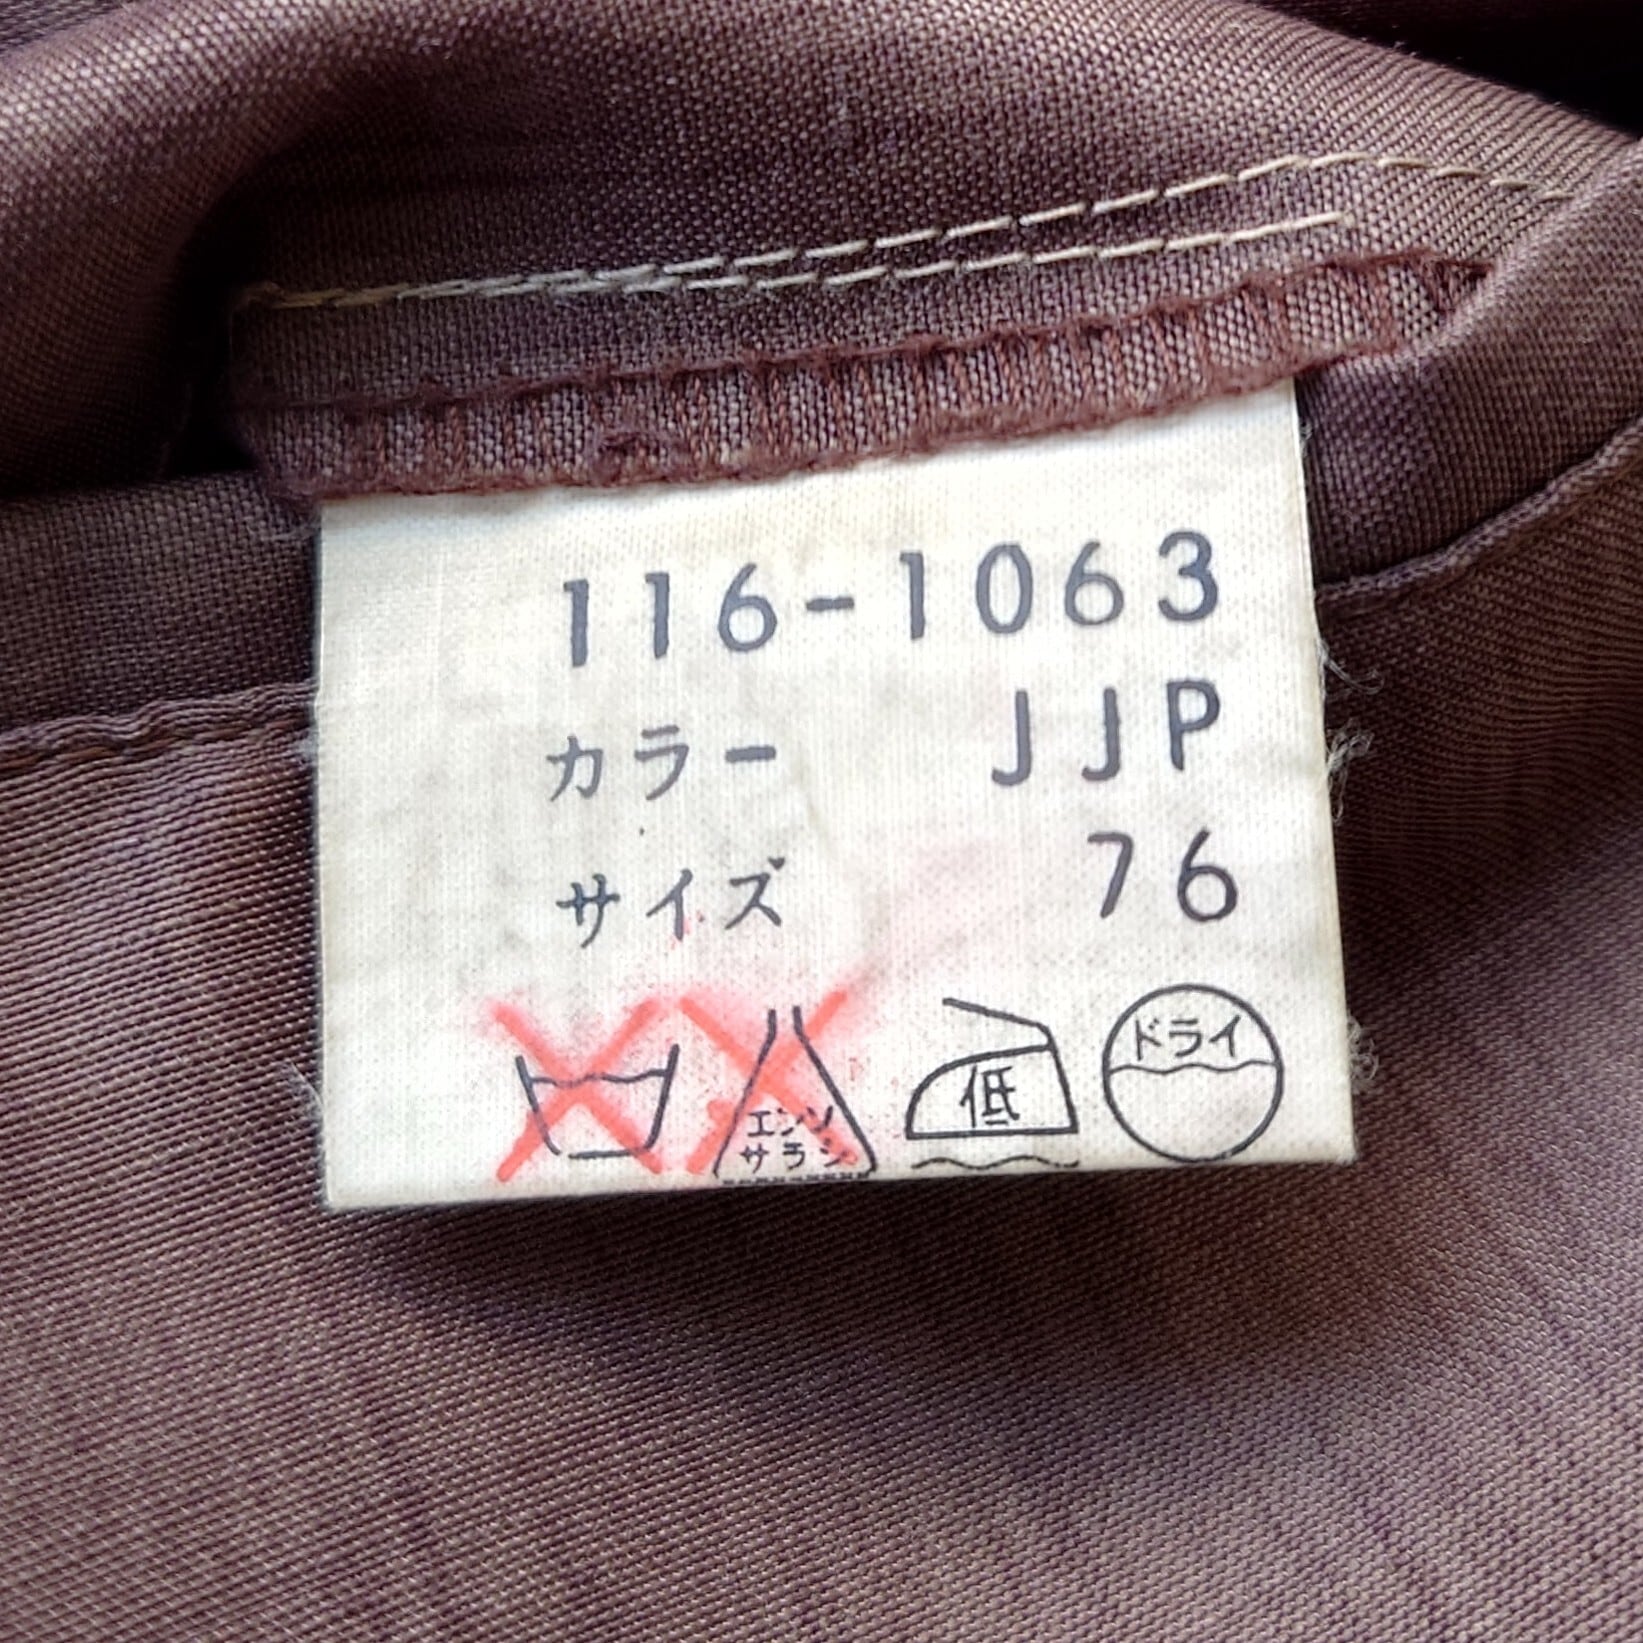 116-1063
カラー JJP
サイズ 76
エンソ
サラシ
低
ドライ